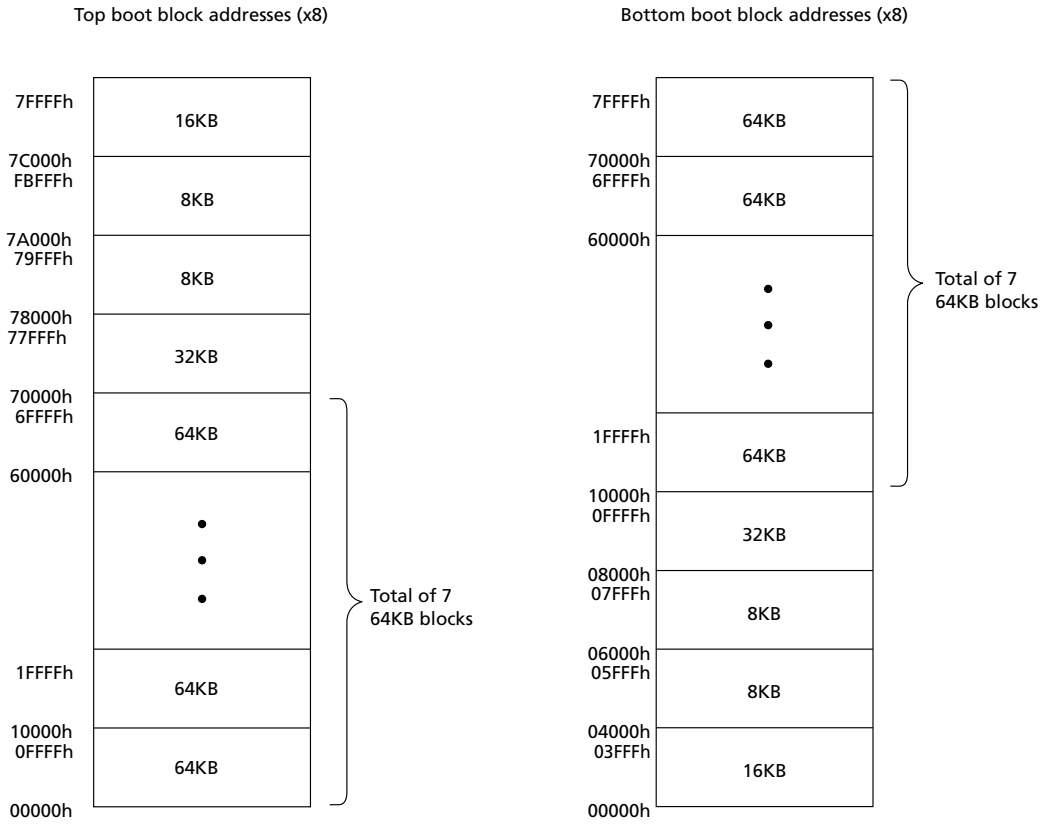 Top boot block addresses (x8)
7FFFFh
16KB
7C000h
FBFFFh
8KB
7A000h
79FFFh
8KB
78000h
77FFFh
32KB
70000h
6FFFFh
64KB
60000h
Total of 7
64KB blocks
1FFFFh
64KB
10000h
0FFFFh
64KB
00000h
Bottom boot block addresses (x8)
7FFFFh
64KB
70000h
6FFFFh
64KB
60000h
Total of 7
64KB blocks
1FFFFh
64KB
10000h
0FFFFh
32KB
08000h
07FFFh
8KB
06000h
05FFFh
8KB
04000h
03FFFh
16KB
00000h